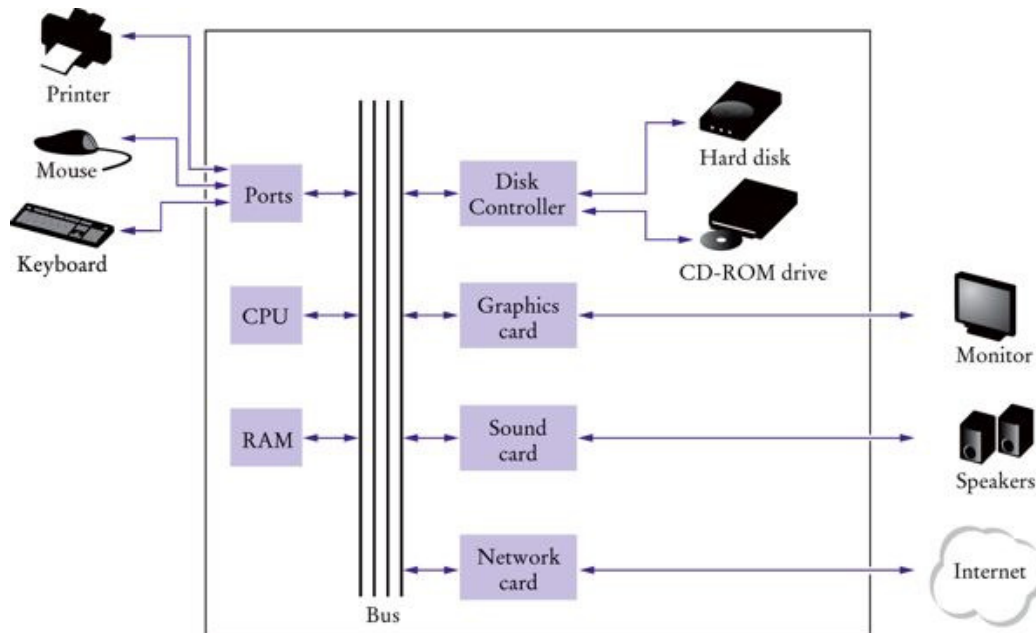 Printer
Mouse
Keyboard
Ports
CPU
RAM
Bus
Disk
Controller
Hard disk
CD-ROM drive
Graphics
card
Monitor
Sound
card
Speakers
Network
card
Internet